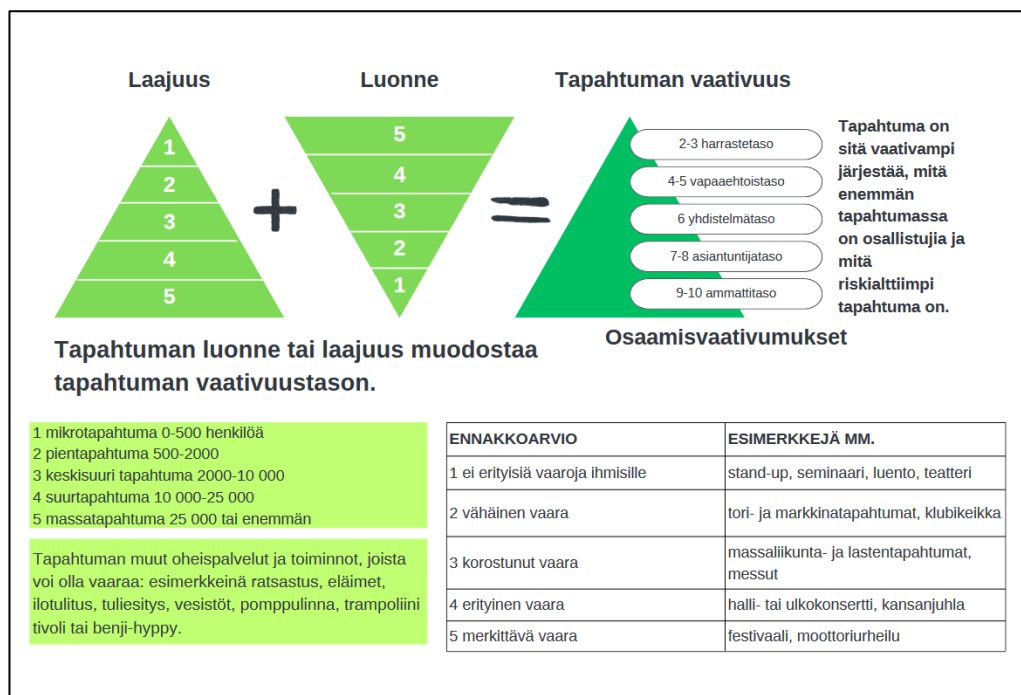 Laajuus
Luonne
Tapahtuman vaativuus
1
2
3
4
5
+
5
4
3
2
1
=
2-3 harrastetaso
4-5 vapaaehtoistaso
6 yhdistelmätaso
7-8 asiantuntijataso
9-10 ammattitaso
Tapahtuma on
sitä vaativampi
järjestää, mitä
enemmän
tapahtumassa
on osallistujia ja
mitä
riskialttiimpi
tapahtuma on.
Osaamisvaativumukset
Tapahtuman luonne tai laajuus muodostaa
tapahtuman vaativuustason.
1 mikrotapahtuma 0-500 henkilöä
2 pientapahtuma 500-2000
3 keskisuuri tapahtuma 2000-10 000
4 suurtapahtuma 10 000-25 000
5 massatapahtuma 25 000 tai enemmän
Tapahtuman muut oheispalvelut ja toiminnot, joista
voi olla vaaraa: esimerkkeinä ratsastus, eläimet,
ilotulitus, tuliesitys, vesistöt, pomppulinna, trampoliini
tivoli tai benji-hyppy.
ENNAKKOARVIO ESIMERKKEJÄ MM.
1 ei erityisiä vaaroja ihmisille stand-up, seminaari, luento, teatteri
2 vähäinen vaara tori- ja markkinatapahtumat, klubikeikka
3 korostunut vaara massaliikunta- ja lastentapahtumat,
messut
4 erityinen vaara halli- tai ulkokonsertti, kansanjuhla
5 merkittävä vaara festivaali, moottoriurheilu